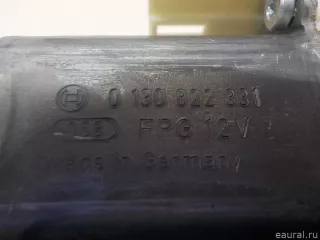 0 130 822 331
FPG 12V
Made in Germany
eaural.ru